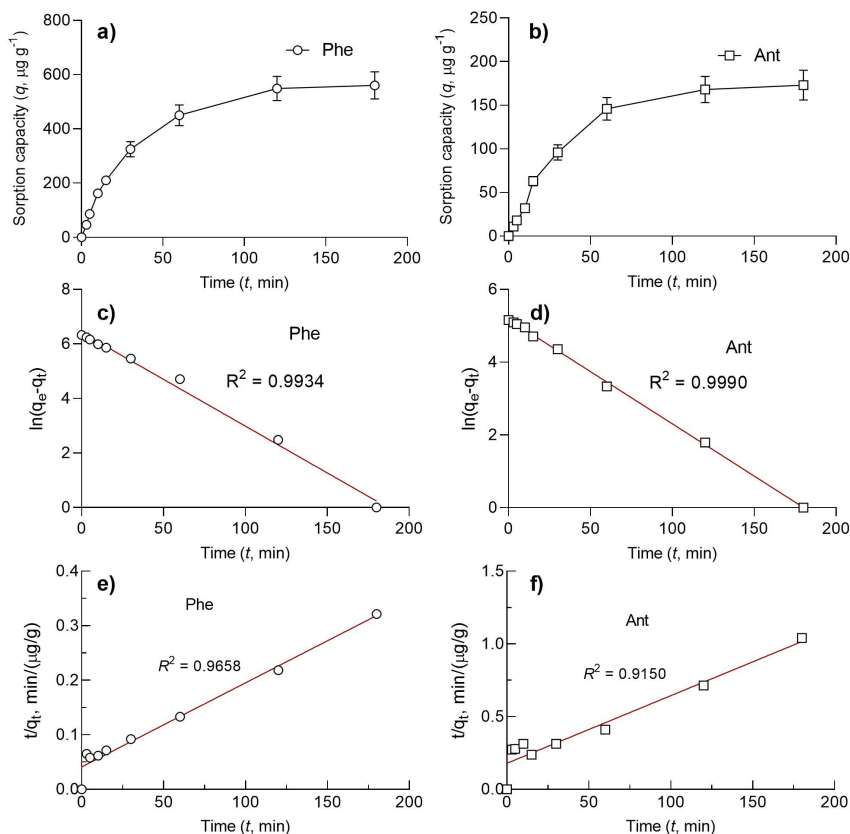 a)
Phe
Sorption capacity (q, µg g⁻¹)
800
600
400
200
0
0 50 100 150 200
Time (t, min)
b)
Ant
Sorption capacity (q, µg g⁻¹)
250
200
150
100
50
0
0 50 100 150 200
Time (t, min)
c)
Phe
R² = 0.9934
ln(qₑ-qₜ)
8
6
4
2
0
0 50 100 150 200
Time (t, min)
d)
Ant
R² = 0.9990
ln(qₑ-qₜ)
6
4
2
0
0 50 100 150 200
Time (t, min)
e)
Phe
R² = 0.9658
t/qₜ, min/(µg/g)
0.4
0.3
0.2
0.1
0.0
0 50 100 150 200
Time (t, min)
f)
Ant
R² = 0.9150
t/qₜ, min/(µg/g)
1.5
1.0
0.5
0.0
0 50 100 150 200
Time (t, min)